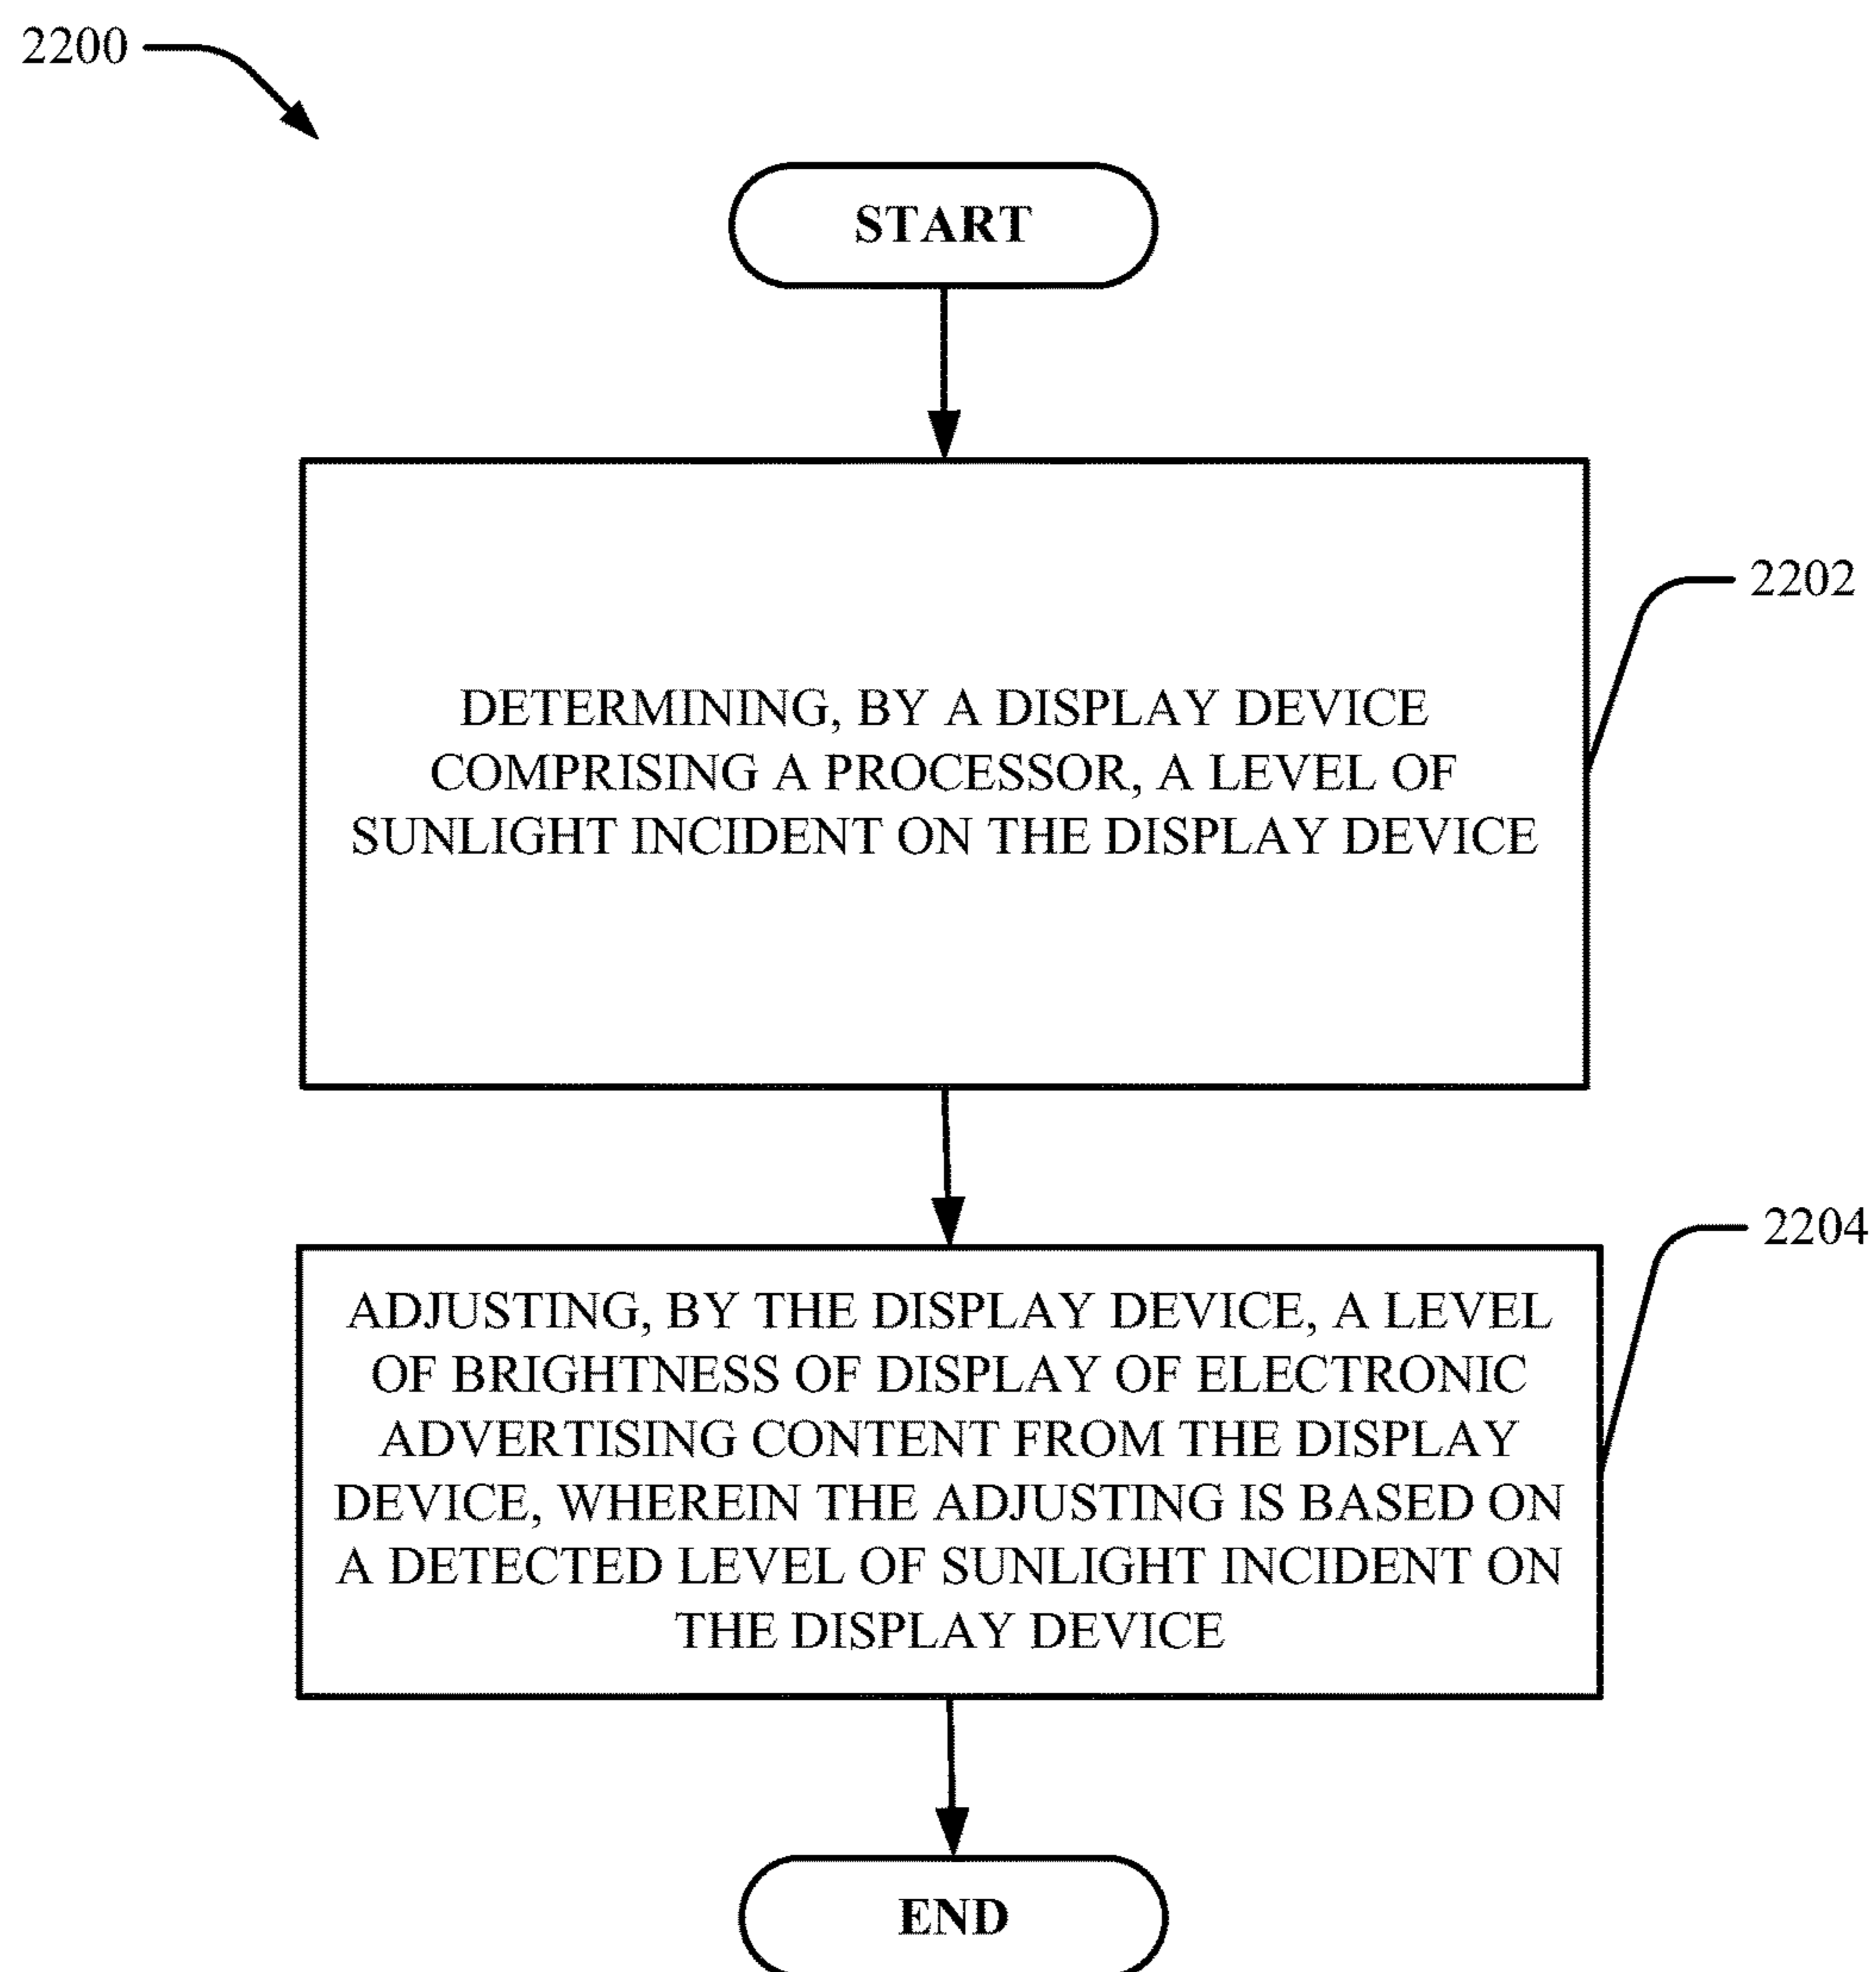 2200
START
2202
DETERMINING, BY A DISPLAY DEVICE
COMPRISING A PROCESSOR, A LEVEL OF
SUNLIGHT INCIDENT ON THE DISPLAY DEVICE
2204
ADJUSTING, BY THE DISPLAY DEVICE, A LEVEL
OF BRIGHTNESS OF DISPLAY OF ELECTRONIC
ADVERTISING CONTENT FROM THE DISPLAY
DEVICE, WHEREIN THE ADJUSTING IS BASED ON
A DETECTED LEVEL OF SUNLIGHT INCIDENT ON
THE DISPLAY DEVICE
END